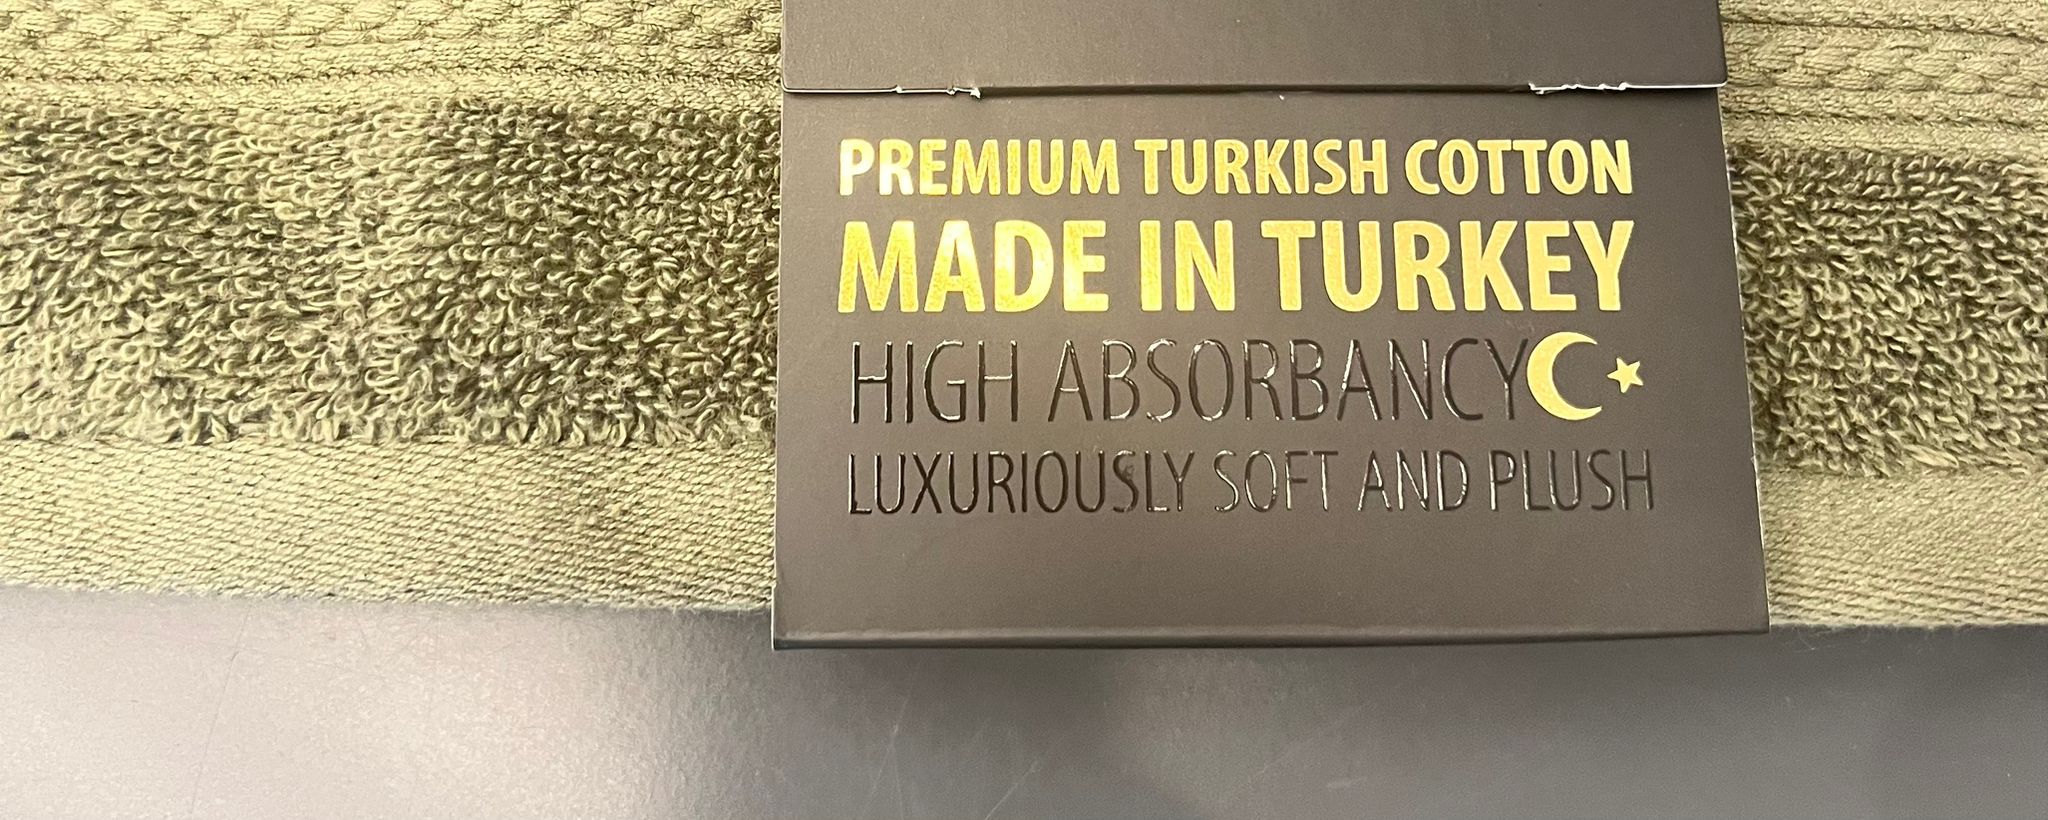 PREMIUM TURKISH COTTON
MADE IN TURKEY
HIGH ABSORBANCY
LUXURIOUSLY SOFT AND PLUSH